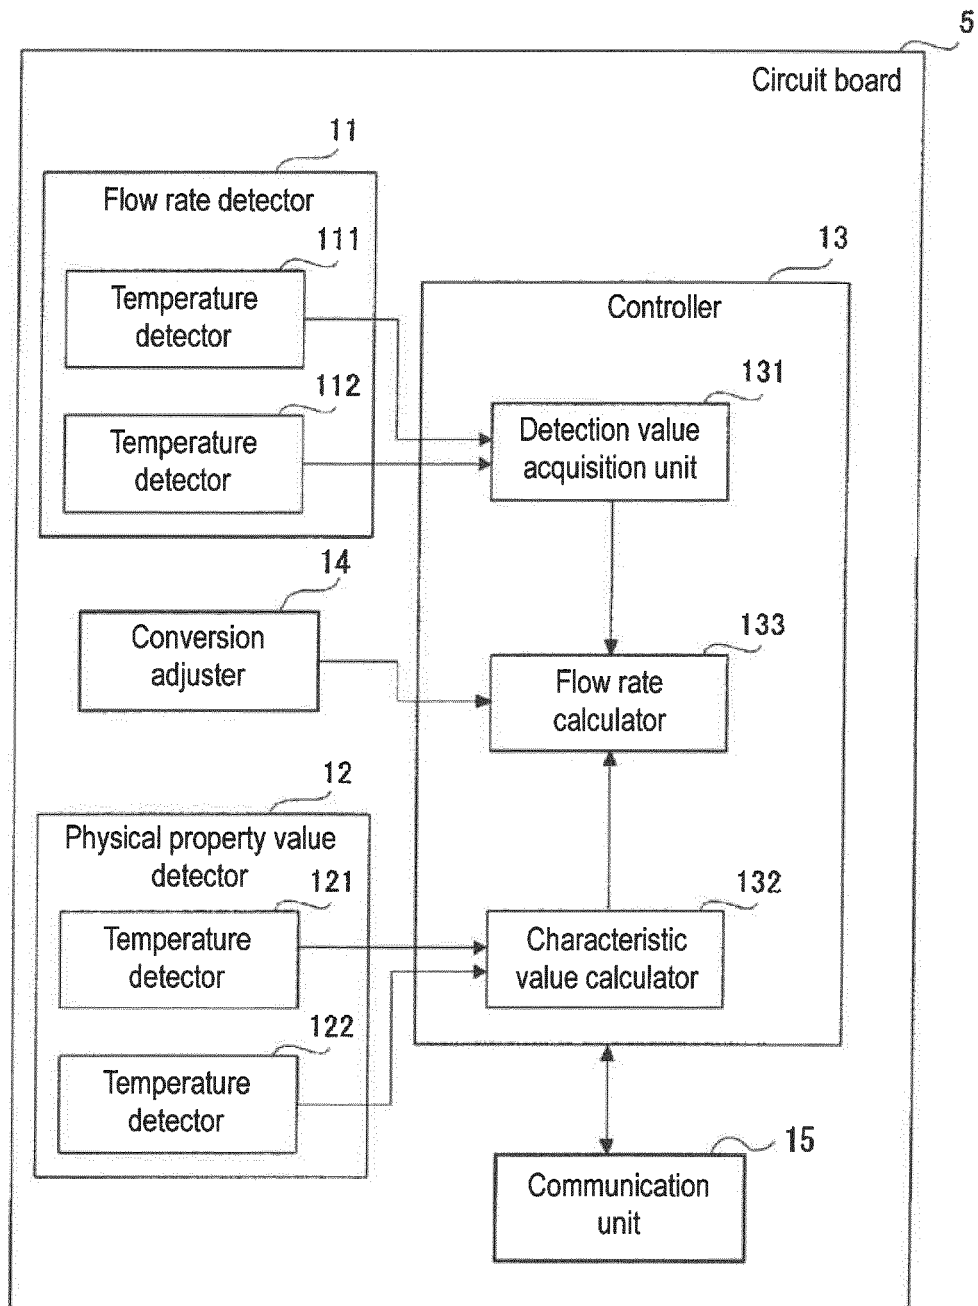 5
Circuit board
11
Flow rate detector
111
Temperature
detector
112
Temperature
detector
13
Controller
131
Detection value
acquisition unit
14
Conversion
adjuster
133
Flow rate
calculator
12
Physical property value
detector
121
Temperature
detector
122
Temperature
detector
132
Characteristic
value calculator
15
Communication
unit